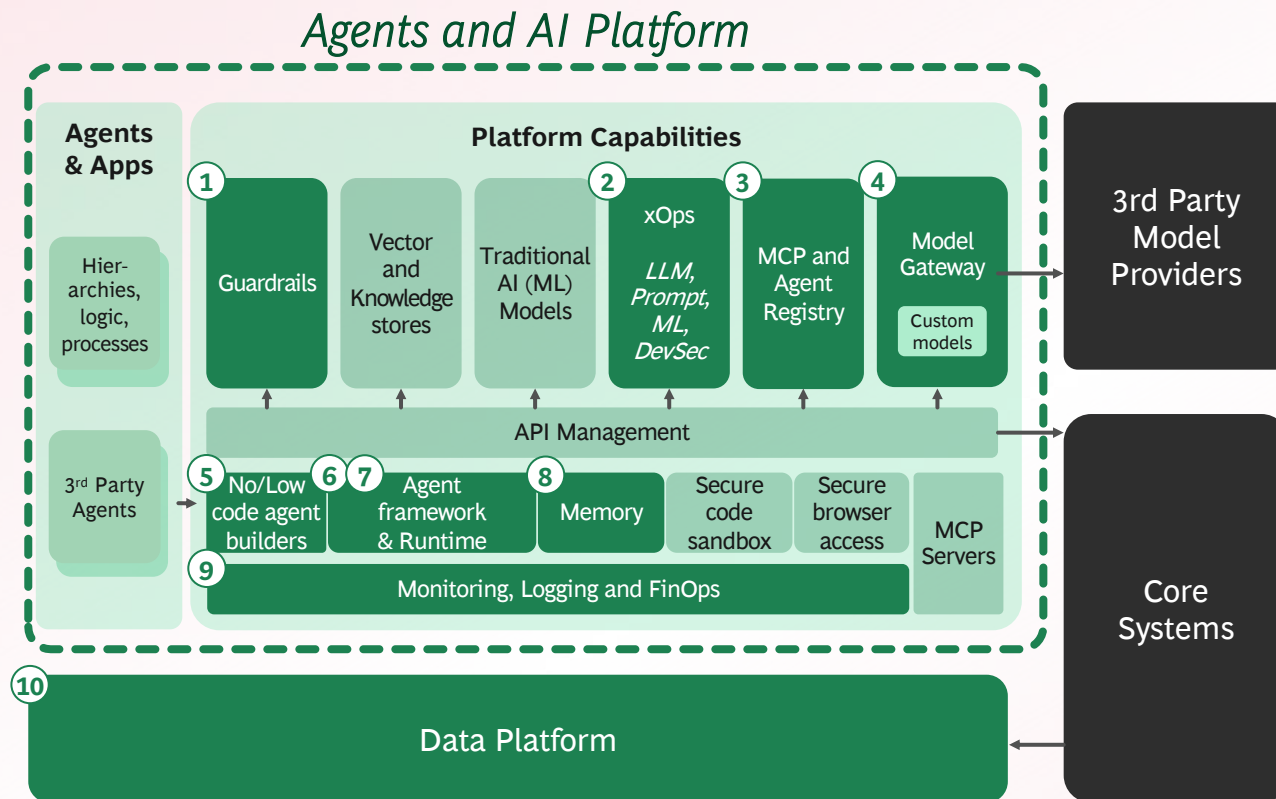 Agents and AI Platform
Agents
& Apps
Hier-
archies,
logic,
processes
3rd Party
Agents
Platform Capabilities
1
Guardrails
Vector
and
Knowledge
stores
Traditional
AI (ML)
Models
2
xOps
LLM,
Prompt,
ML,
DevSec
3
MCP and
Agent
Registry
4
Model
Gateway
Custom
models
API Management
5
No/Low
code agent
builders
6
7
Agent
framework
& Runtime
8
Memory
Secure
code
sandbox
Secure
browser
access
MCP
Servers
9
Monitoring, Logging and FinOps
3rd Party
Model
Providers
Core
Systems
10
Data Platform